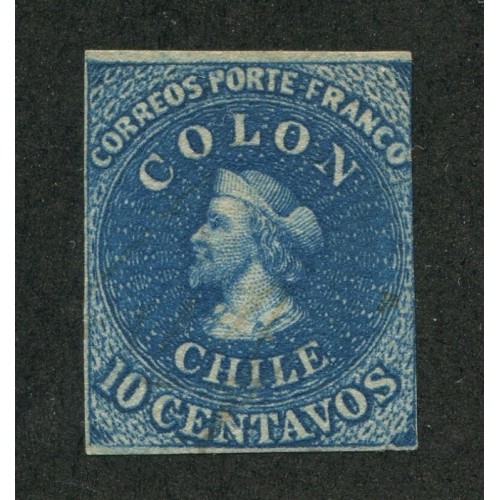 CORREOS PORTE FRANCO
COLON
CHILE
10 CENTAVOS